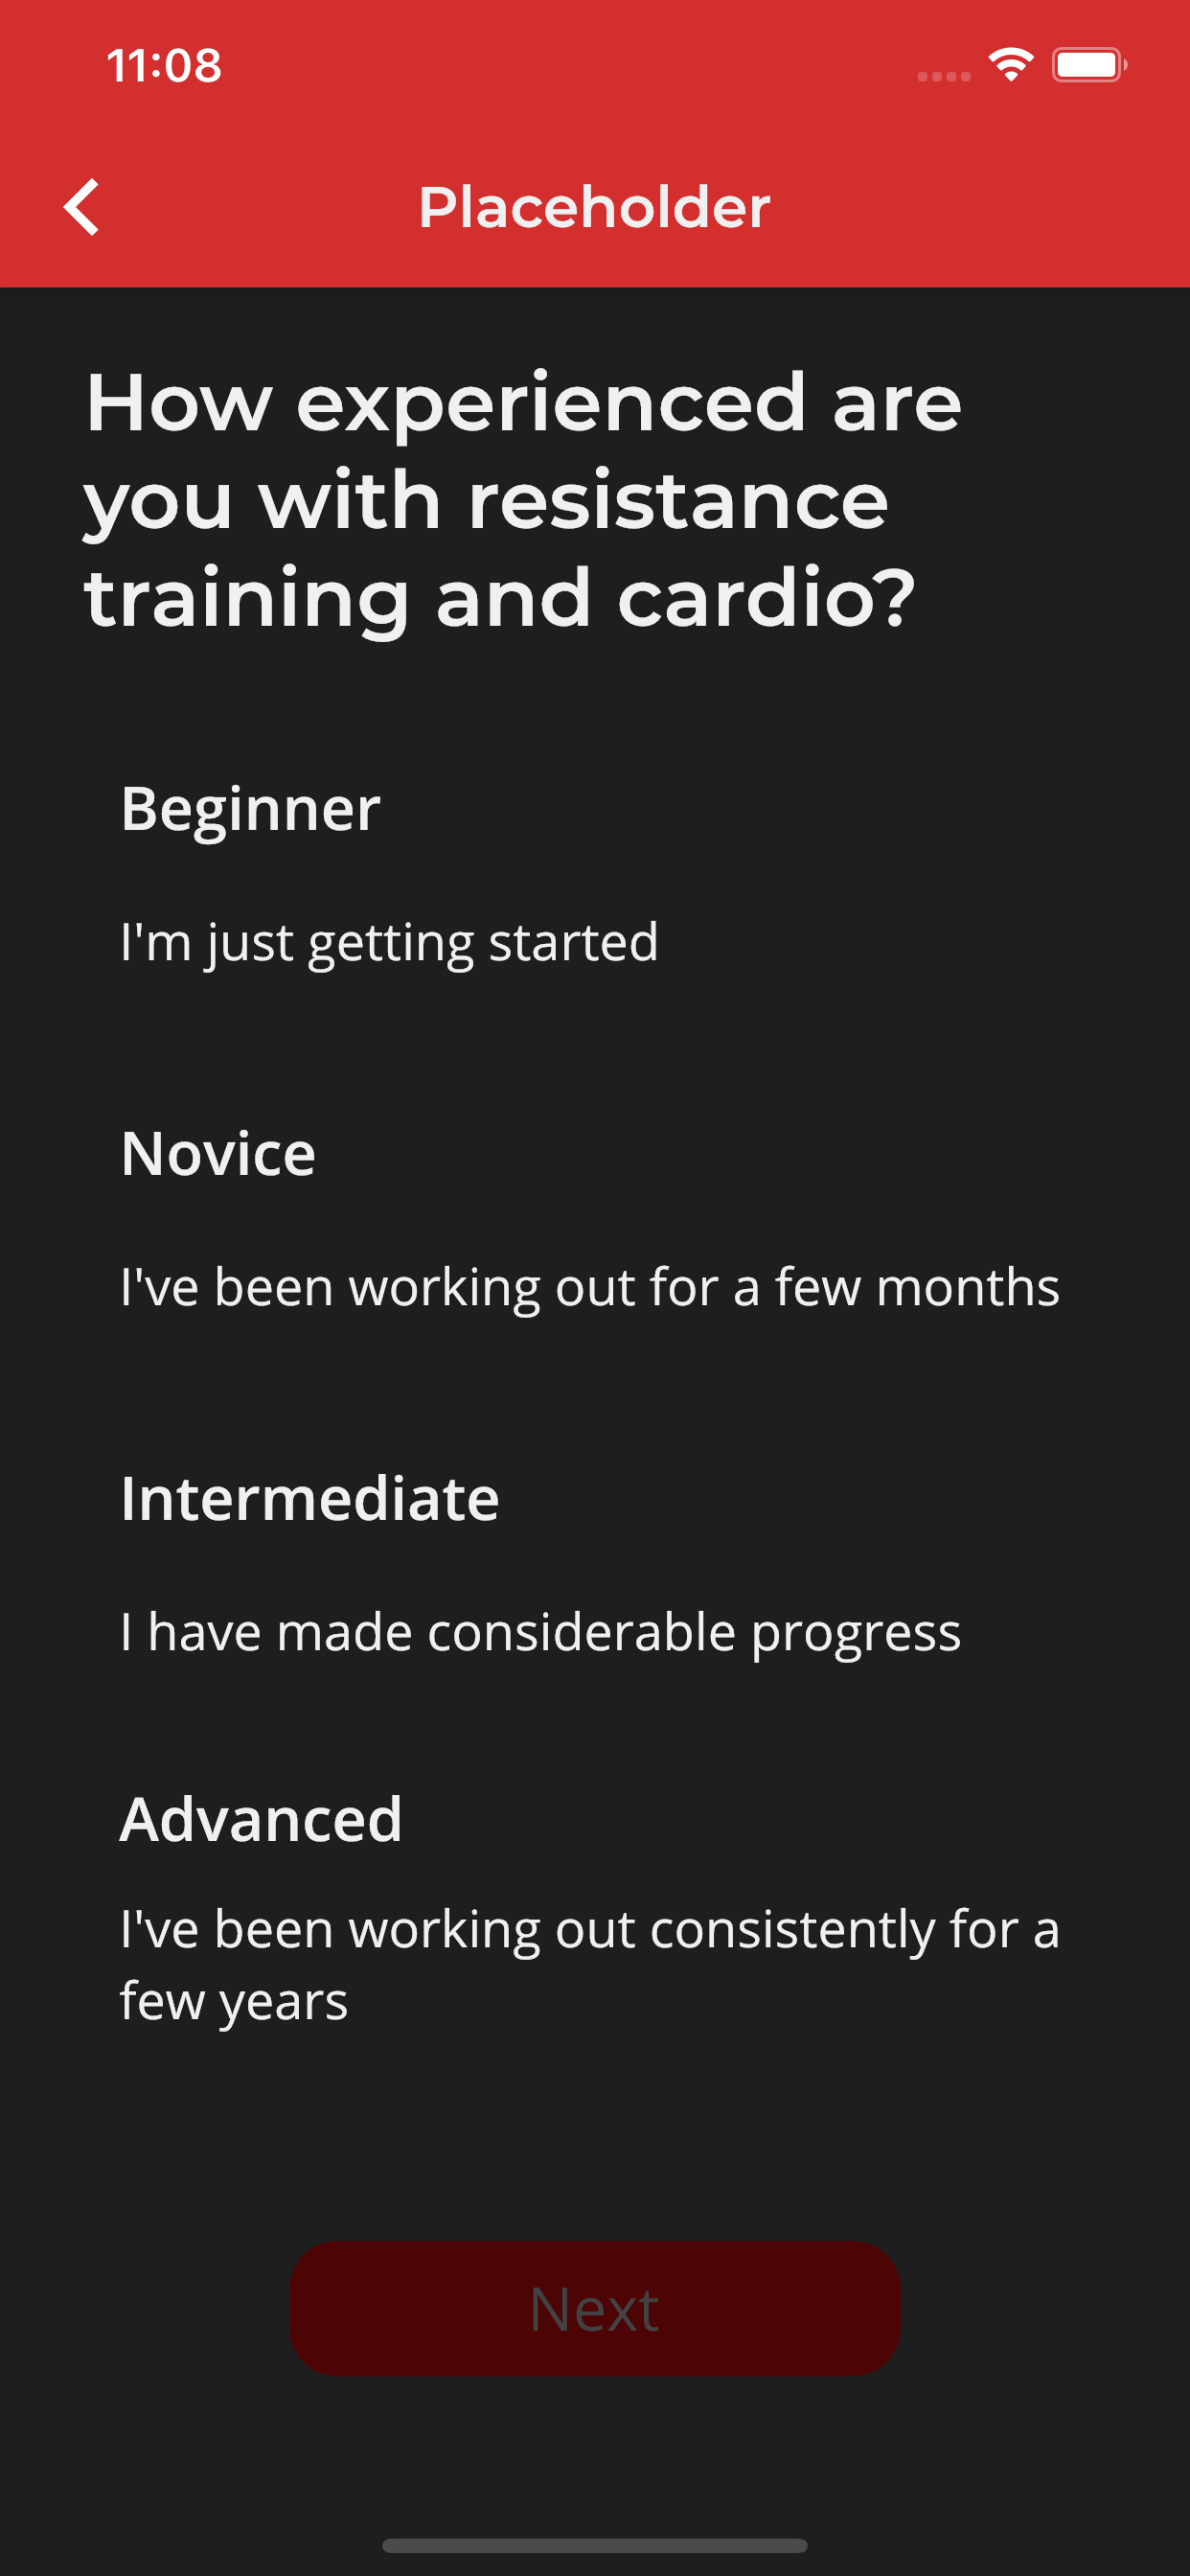 11:08
Placeholder
How experienced are
you with resistance
training and cardio?
Beginner
I'm just getting started
Novice
I've been working out for a few months
Intermediate
I have made considerable progress
Advanced
I've been working out consistently for a
few years
Next